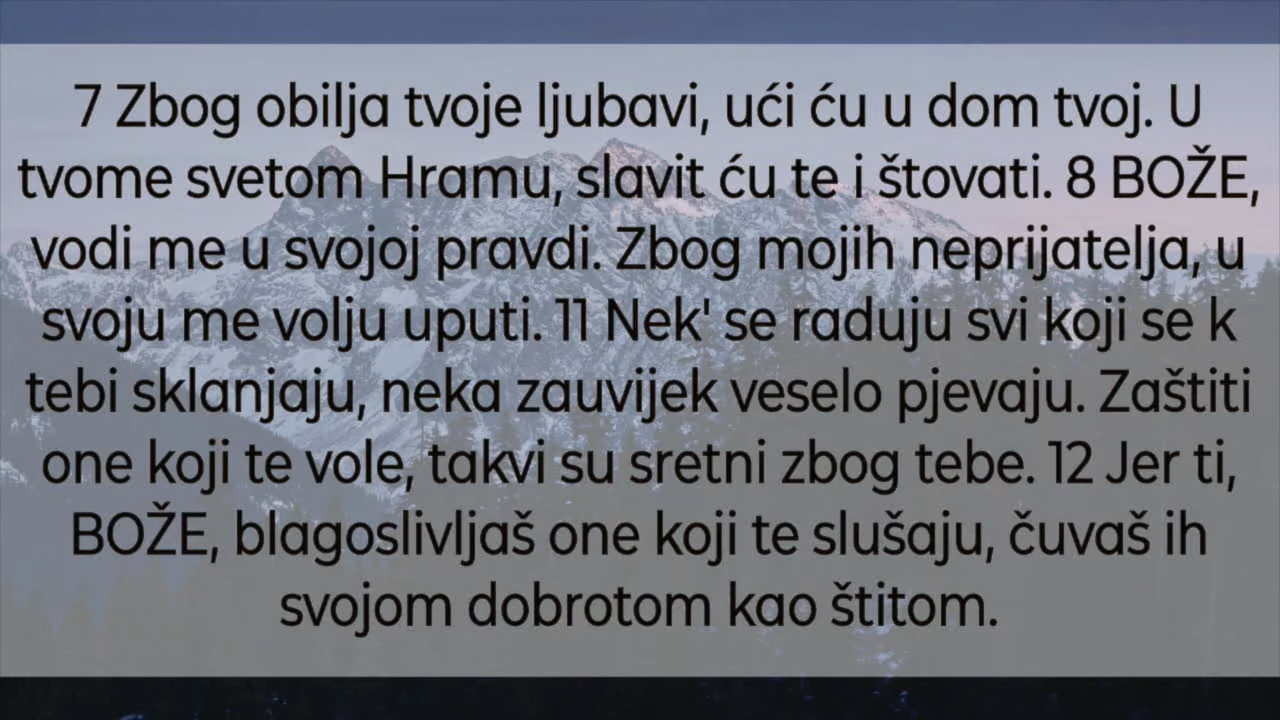 7 Zbog obilja tvoje ljubavi, ući ću u dom tvoj. U
tvome svetom Hramu, slavit ću te i štovati. 8 BOŽE,
vodi me u svojoj pravdi. Zbog mojih neprijatelja, u
svoju me volju uputi. 11 Nek' se raduju svi koji se k
tebi sklanjaju, neka zauvijek veselo pjevaju. Zaštiti
one koji te vole, takvi su sretni zbog tebe. 12 Jer ti,
BOŽE, blagoslivljaš one koji te slušaju, čuvaš ih
svojom dobrotom kao štitom.